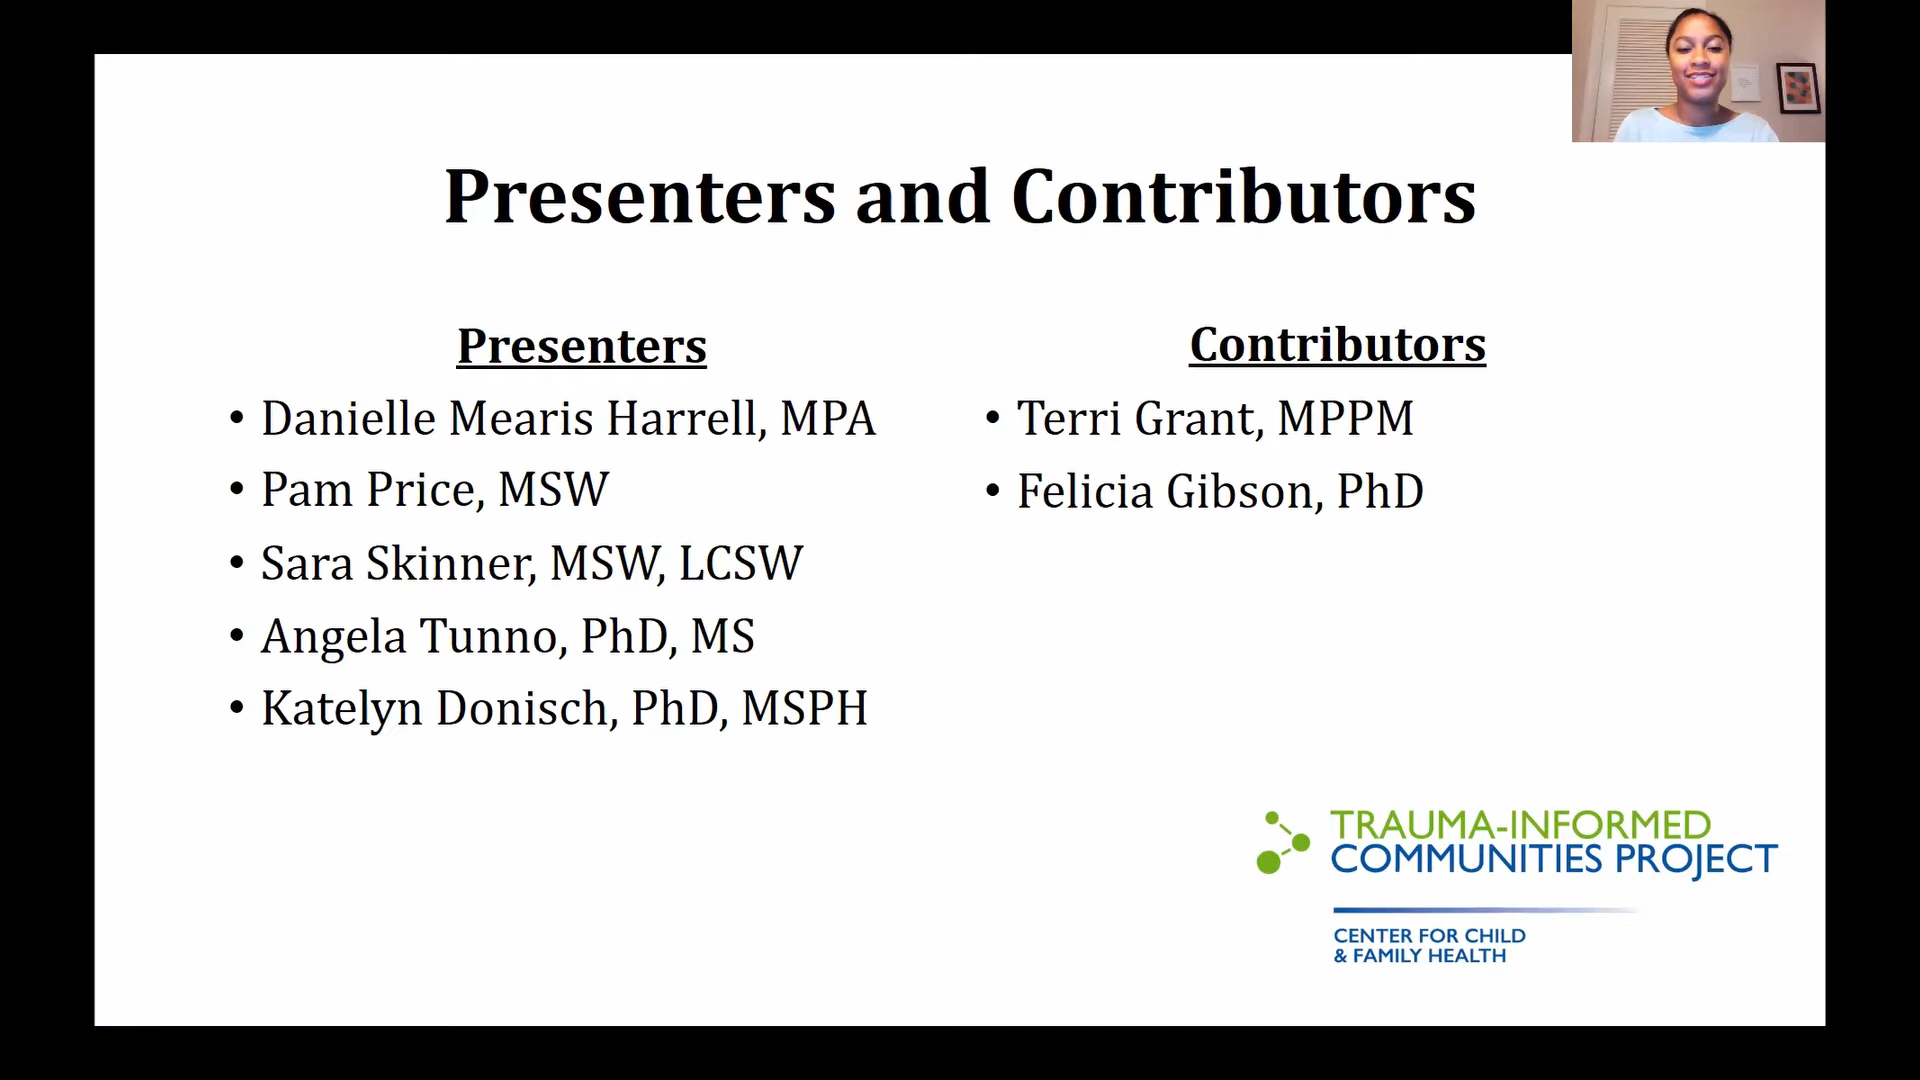 Presenters and Contributors
Presenters
• Danielle Mearis Harrell, MPA
• Pam Price, MSW
• Sara Skinner, MSW, LCSW
• Angela Tunno, PhD, MS
• Katelyn Donisch, PhD, MSPH
Contributors
• Terri Grant, MPPM
• Felicia Gibson, PhD
TRAUMA-INFORMED
COMMUNITIES PROJECT
CENTER FOR CHILD
& FAMILY HEALTH